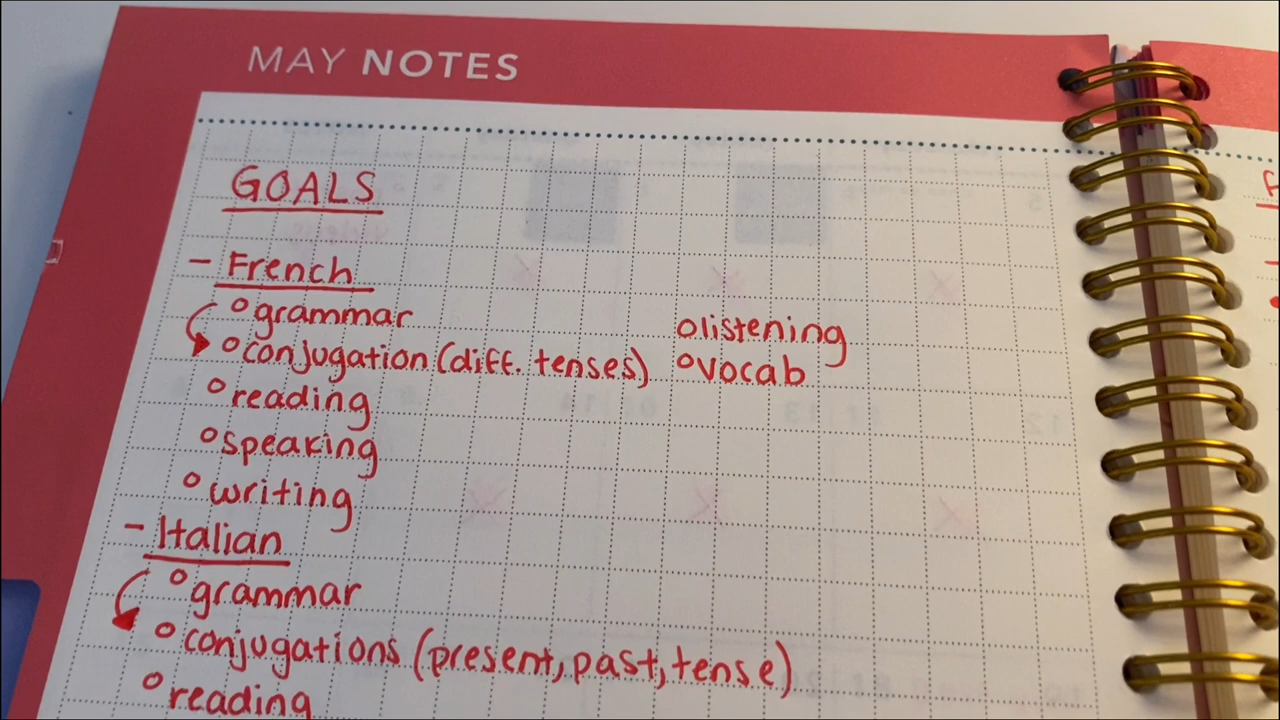 MAY NOTES
GOALS
- French
grammar
conjugation (diff. tenses)
reading
speaking
writing
listening
vocab
- Italian
grammar
conjugations (present, past, tense)
reading